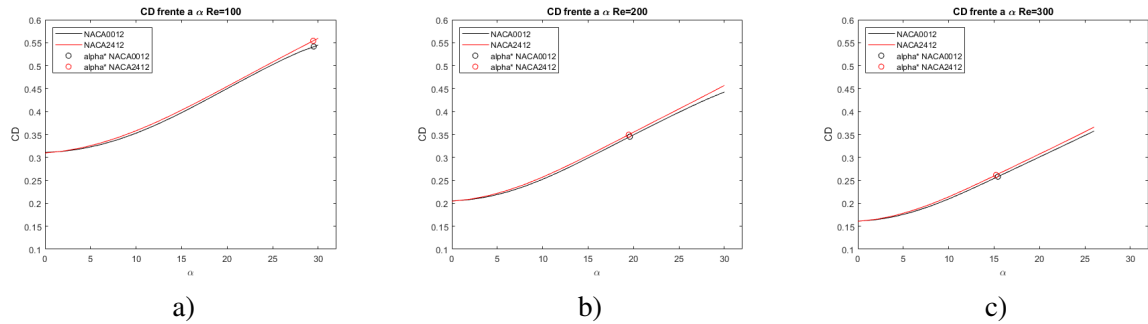 CD frente a α Re=100
NACA0012
NACA2412
alpha* NACA0012
alpha* NACA2412
0.6
0.55
0.5
0.45
0.4
0.35
0.3
0.25
0.2
0.15
0.1
CD
0 5 10 15 20 25 30
α
a)
CD frente a α Re=200
NACA0012
NACA2412
alpha* NACA0012
alpha* NACA2412
0.6
0.55
0.5
0.45
0.4
0.35
0.3
0.25
0.2
0.15
0.1
CD
0 5 10 15 20 25 30
α
b)
CD frente a α Re=300
NACA0012
NACA2412
alpha* NACA0012
alpha* NACA2412
0.6
0.55
0.5
0.45
0.4
0.35
0.3
0.25
0.2
0.15
0.1
CD
0 5 10 15 20 25 30
α
c)